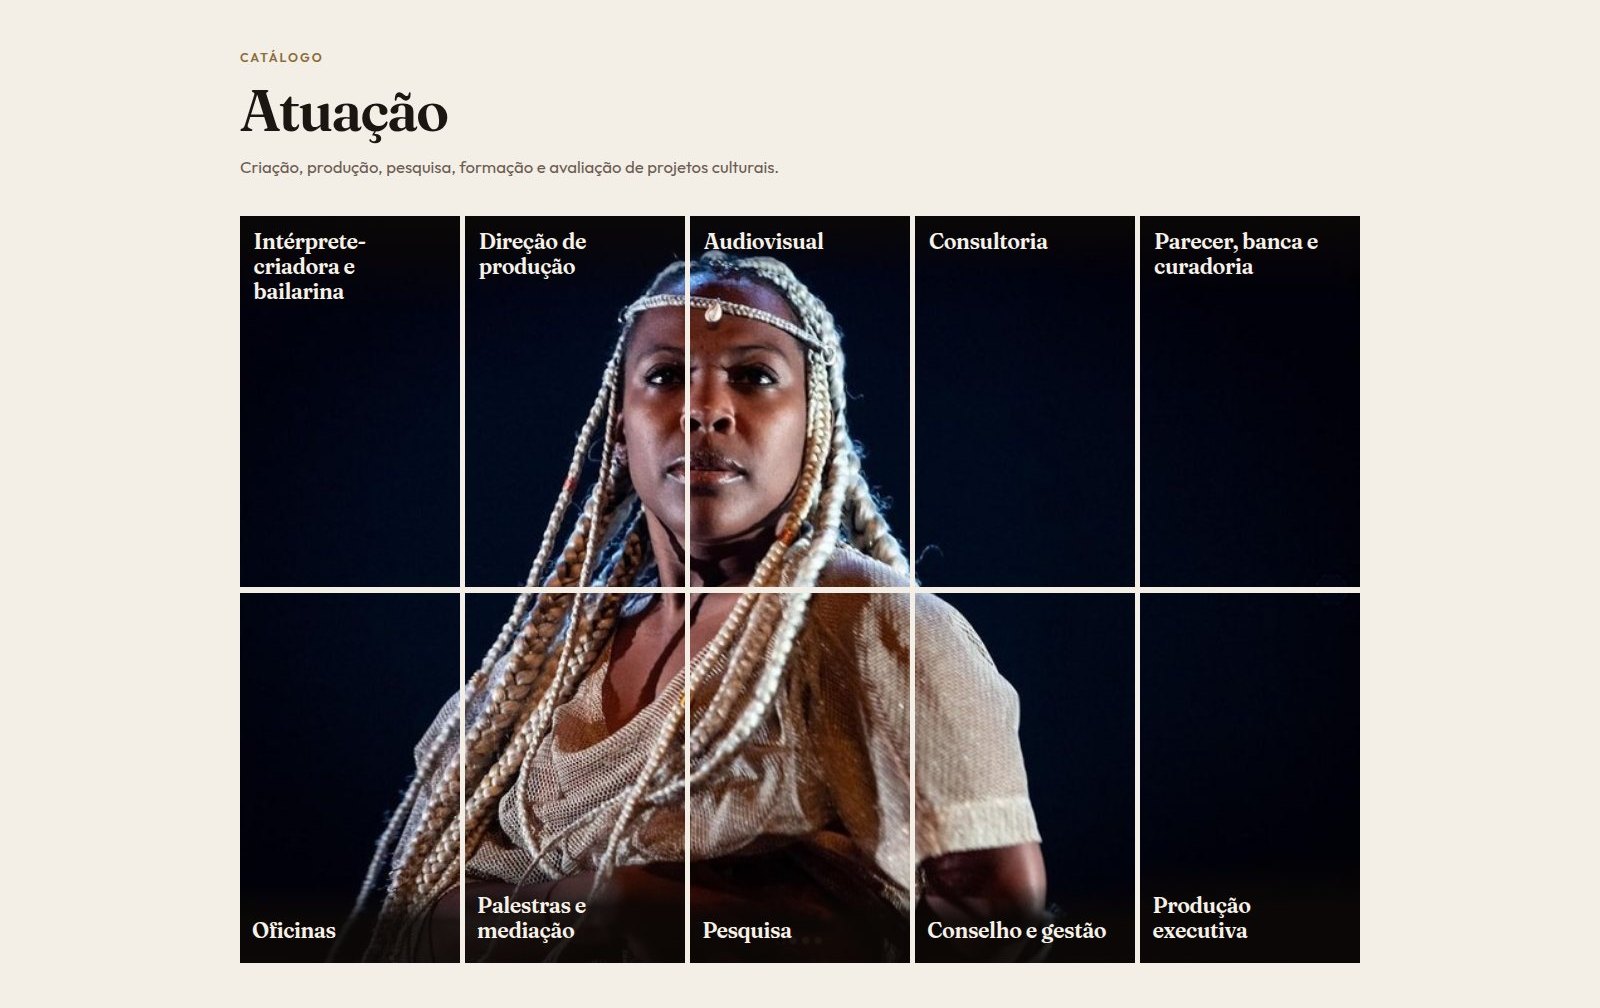 CATÁLOGO
Atuação
Criação, produção, pesquisa, formação e avaliação de projetos culturais.
Intérprete-
criadora e
bailarina
Direção de
produção
Audiovisual
Consultoria
Parecer, banca e
curadoria
Oficinas
Palestras e
mediação
Pesquisa
Conselho e gestão
Produção
executiva